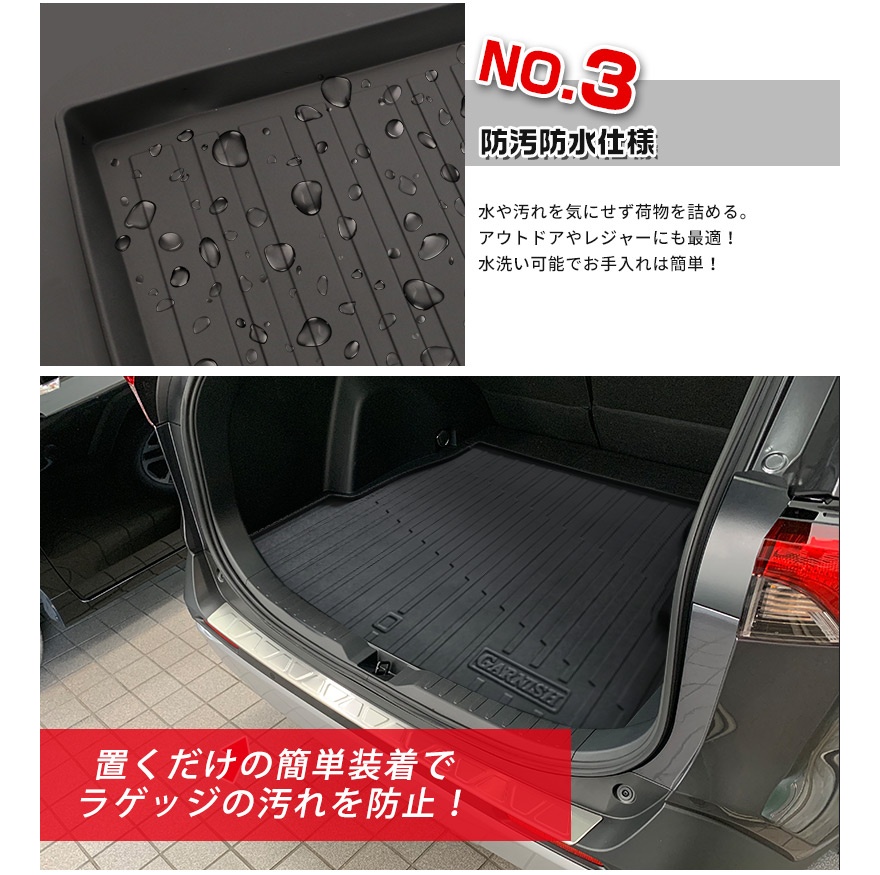 NO.3
防汚防水仕様
水や汚れを気にせず荷物を詰める。
アウトドアやレジャーにも最適！
水洗い可能でお手入れは簡単！
GARNISH
置くだけの簡単装着で
ラゲッジの汚れを防止！